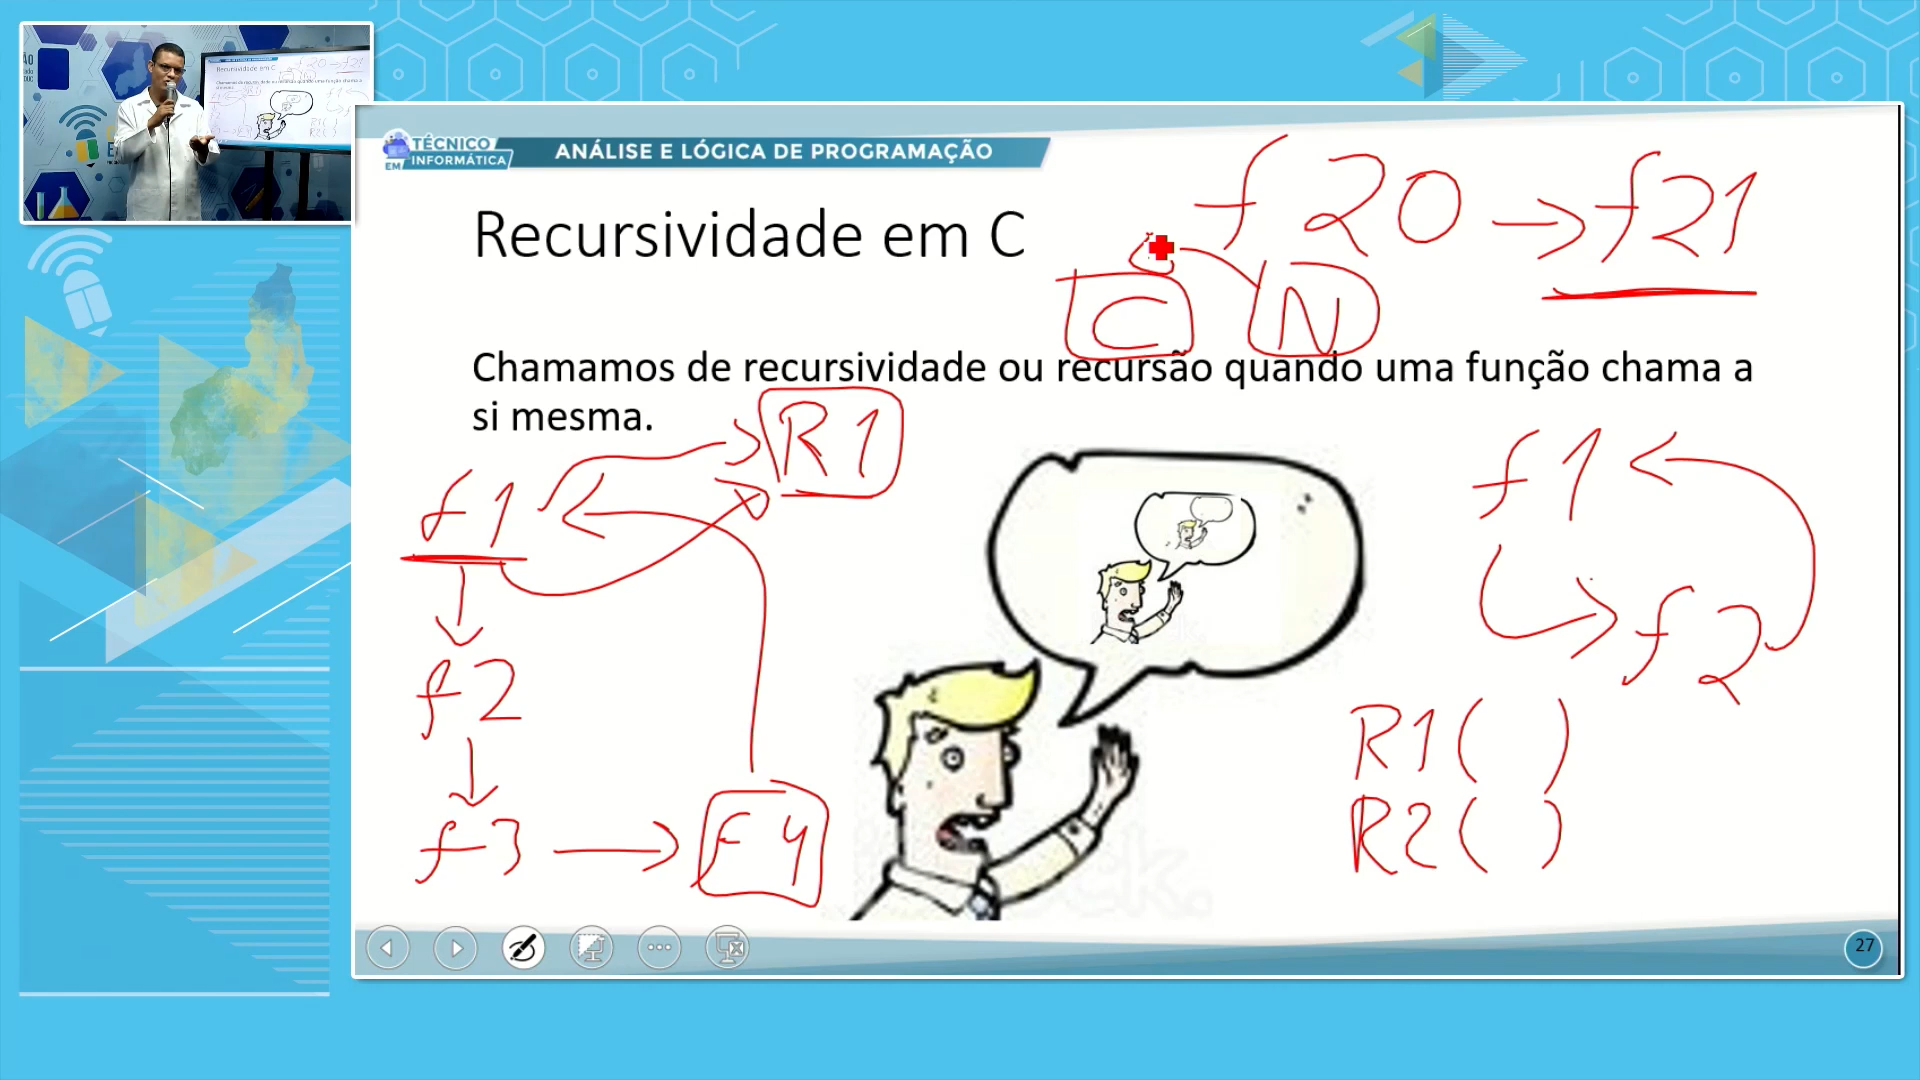 TÉCNICO
EM INFORMÁTICA
ANÁLISE E LÓGICA DE PROGRAMAÇÃO
f 20 → f21
Recursividade em C
C N
Chamamos de recursividade ou recursão quando uma função chama a
si mesma.
R1
f1
f1
f2
f2
R1( )
R2( )
f3 → F4
27